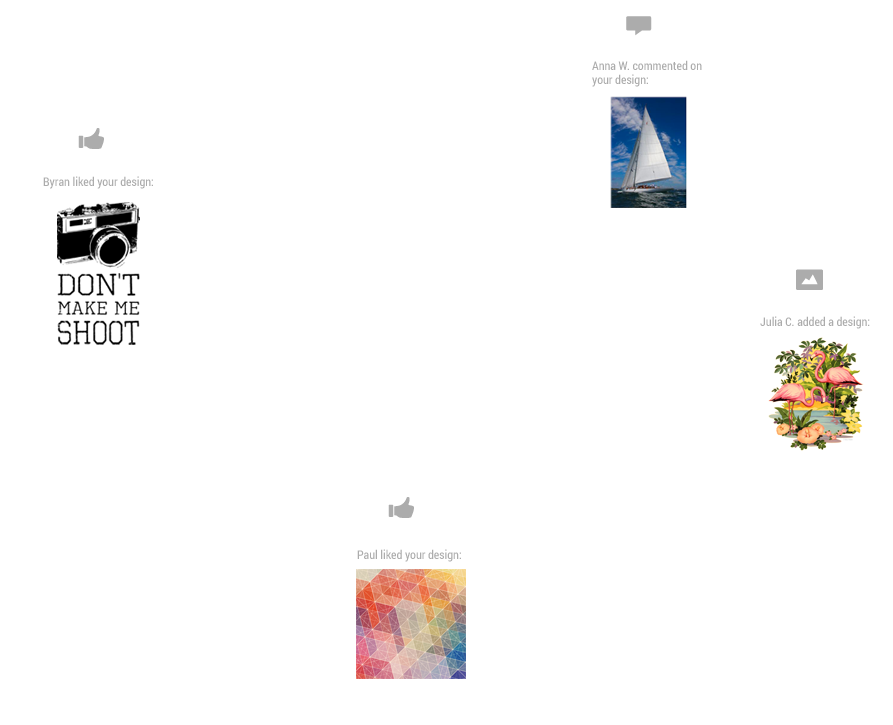 Anna W. commented on
your design:
Byran liked your design:
DON'T
MAKE ME
SHOOT
Julia C. added a design:
Paul liked your design: